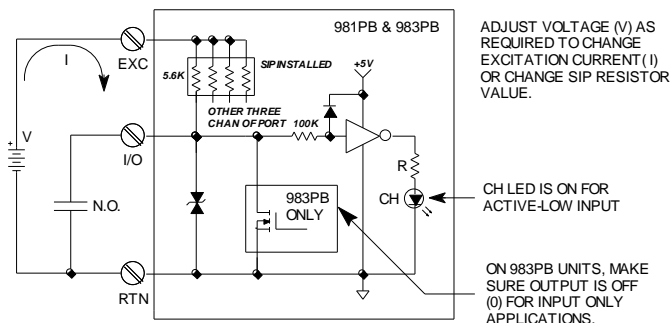 981PB & 983PB
ADJUST VOLTAGE (V) AS
REQUIRED TO CHANGE
EXCITATION CURRENT( I )
OR CHANGE SIP RESISTOR
VALUE.
I
EXC
SIP INSTALLED
5.6K
+5V
OTHER THREE
CHAN OF PORT
100K
+
V
I/O
R
N.O.
983PB
ONLY
CH
CH LED IS ON FOR
ACTIVE-LOW INPUT
RTN
ON 983PB UNITS, MAKE
SURE OUTPUT IS OFF
(0) FOR INPUT ONLY
APPLICATIONS.